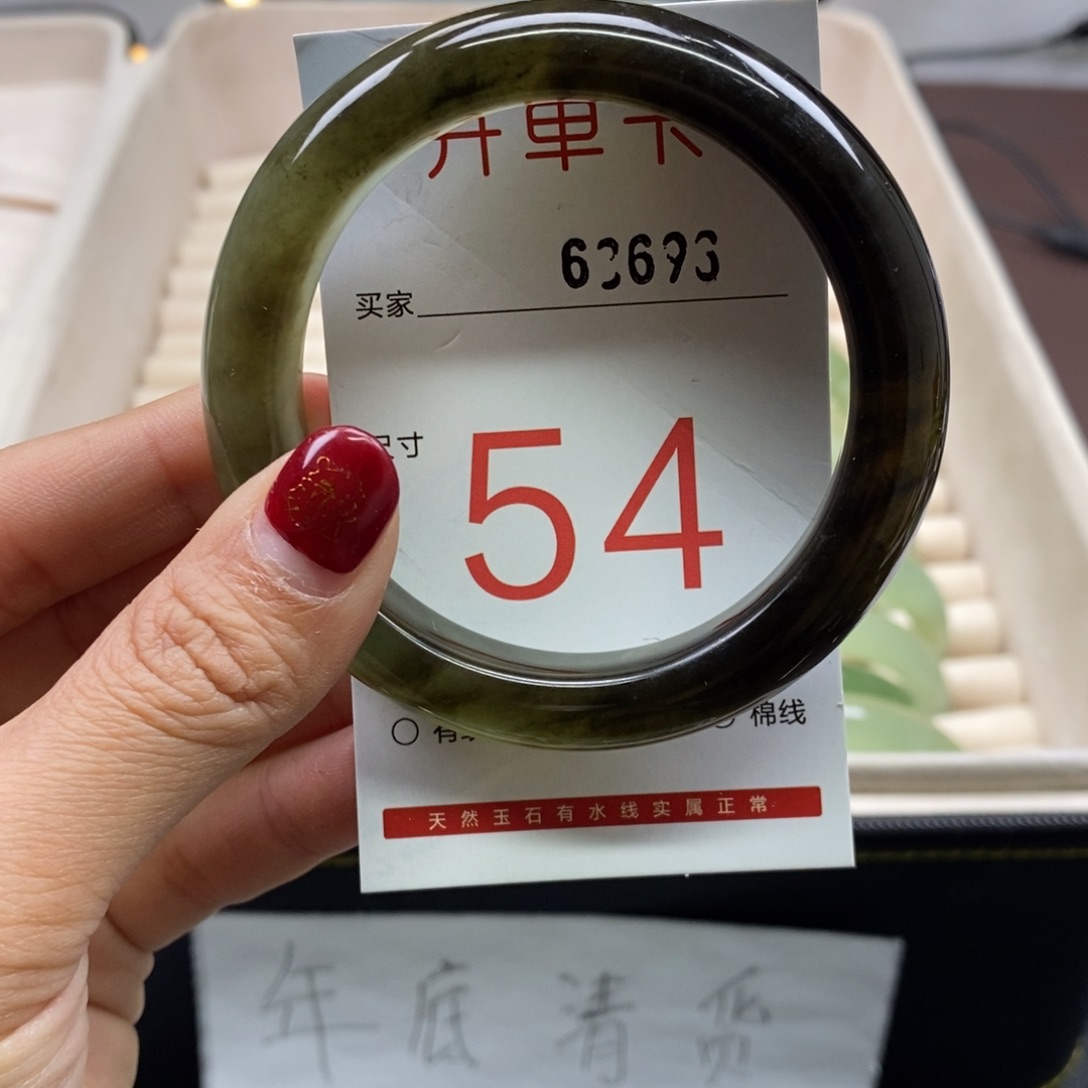 开单卡
63693
买家
尺寸
54
棉线
天然玉石有水线实属正常
年底清货